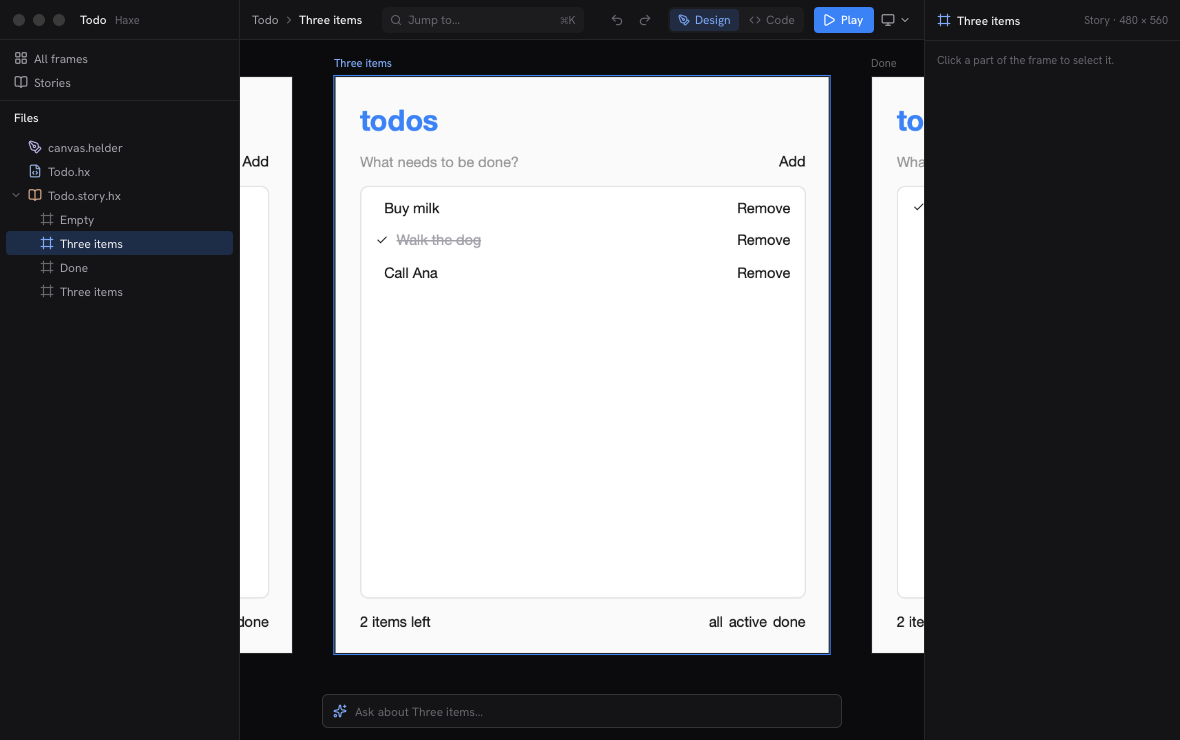 Todo Haxe
All frames
Stories
Files
canvas.helder
Todo.hx
Todo.story.hx
Empty
Three items
Done
Three items
Todo Three items
Jump to... ⌘K
Design
Code
Play
Add
done
Three items
todos
What needs to be done? Add
Buy milk Remove
✓ Walk the dog Remove
Call Ana Remove
2 items left all active done
Done
to
Wha
✓
2 ite
Ask about Three items...
Three items Story · 480 × 560
Click a part of the frame to select it.